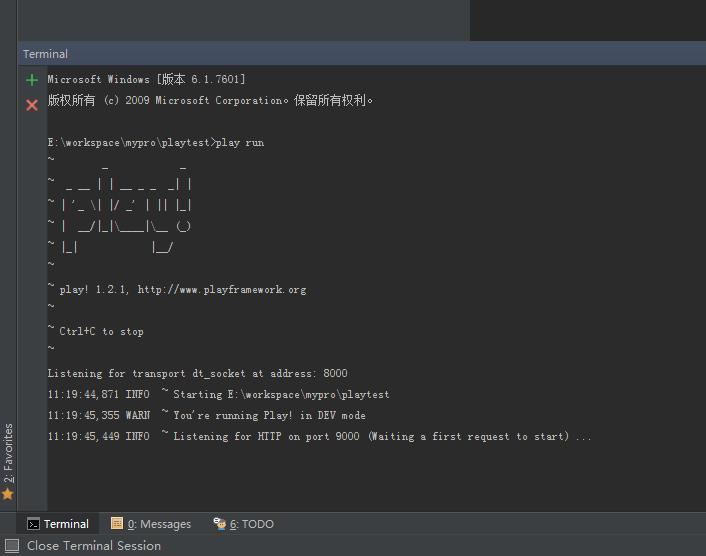 Terminal
Microsoft Windows [版本 6.1.7601]
版权所有 (c) 2009 Microsoft Corporation。保留所有权利。
E:\workspace\mypro\playtest>play run
~        _            _
~  _ __ | | __ _ _  _| |
~ | '_ \| |/ _' | || |_|
~ |  __/|_|\____|\__ (_)
~ |_|            |__/
~
~ play! 1.2.1, http://www.playframework.org
~
~ Ctrl+C to stop
~
Listening for transport dt_socket at address: 8000
11:19:44,871 INFO  ~ Starting E:\workspace\mypro\playtest
11:19:45,355 WARN  ~ You're running Play! in DEV mode
11:19:45,449 INFO  ~ Listening for HTTP on port 9000 (Waiting a first request to start) ...
2: Favorites
Terminal
0: Messages
6: TODO
Close Terminal Session